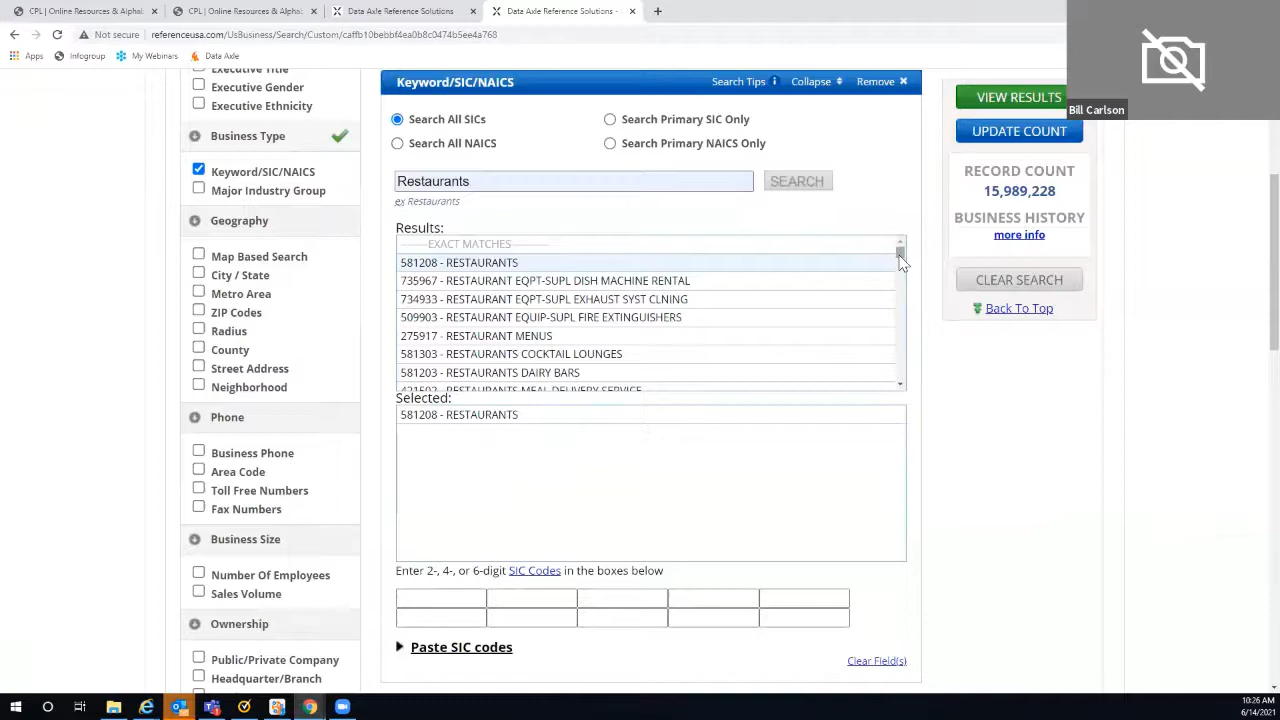 CPL | Online Resources & Alphab
CPL | Online Resources & Alphab
Data Axle Reference Solutions
Data Axle Reference Solutions -
Not secure | referenceusa.com/UsBusiness/Search/Custom/caffb10bebbf4ea0b8c0474b5ee4a768
Apps
Infogroup
My Webinars
Data Axle
Bill Carlson
Executive Title
Executive Gender
Executive Ethnicity
Business Type
Keyword/SIC/NAICS
Major Industry Group
Geography
Map Based Search
City / State
Metro Area
ZIP Codes
Radius
County
Street Address
Neighborhood
Phone
Business Phone
Area Code
Toll Free Numbers
Fax Numbers
Business Size
Number Of Employees
Sales Volume
Ownership
Public/Private Company
Headquarter/Branch
Keyword/SIC/NAICS
Search Tips
Collapse
Remove
Search All SICs
Search Primary SIC Only
Search All NAICS
Search Primary NAICS Only
Restaurants
SEARCH
ex Restaurants
Results:
-------EXACT MATCHES----------
581208 - RESTAURANTS
735967 - RESTAURANT EQPT-SUPL DISH MACHINE RENTAL
734933 - RESTAURANT EQPT-SUPL EXHAUST SYST CLNING
509903 - RESTAURANT EQUIP-SUPL FIRE EXTINGUISHERS
275917 - RESTAURANT MENUS
581303 - RESTAURANTS COCKTAIL LOUNGES
581203 - RESTAURANTS DAIRY BARS
421502 - RESTAURANTS MEAL DELIVERY SERVICE
Selected:
581208 - RESTAURANTS
Enter 2-, 4-, or 6-digit SIC Codes in the boxes below
Paste SIC codes
Clear Field(s)
VIEW RESULTS
UPDATE COUNT
RECORD COUNT
15,989,228
BUSINESS HISTORY
more info
CLEAR SEARCH
Back To Top
10:26 AM
6/14/2021